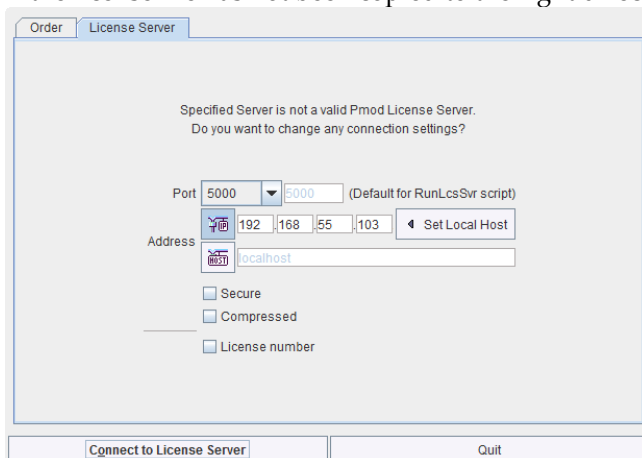 Order License Server
Specified Server is not a valid Pmod License Server.
Do you want to change any connection settings?
Port 5000 5000 (Default for RunLcsSvr script)
IP 192 .168 .55 .103 Set Local Host
Address
HOST localhost
Secure
Compressed
License number
Connect to License Server Quit